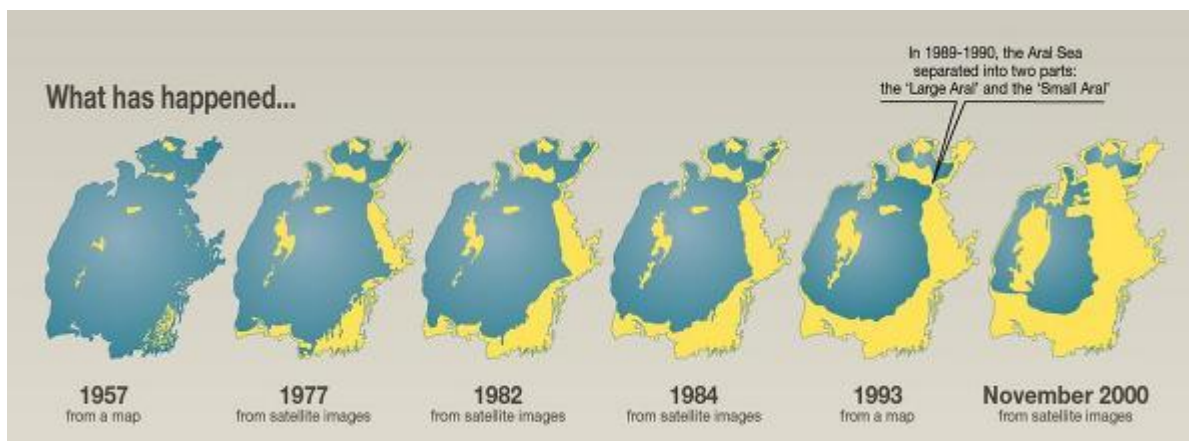 In 1989-1990, the Aral Sea
separated into two parts:
the 'Large Aral' and the 'Small Aral'
What has happened...
1957
from a map
1977
from satellite images
1982
from satellite images
1984
from satellite images
1993
from a map
November 2000
from satellite images